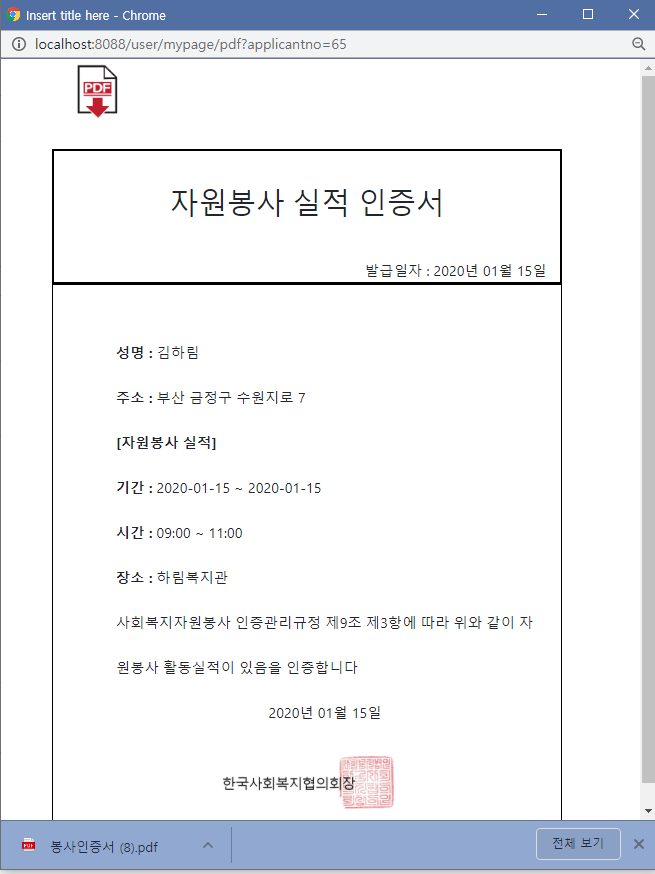 Insert title here - Chrome
localhost:8088/user/mypage/pdf?applicantno=65
PDF
자원봉사 실적 인증서
발급일자 : 2020년 01월 15일
성명 : 김하림
주소 : 부산 금정구 수원지로 7
[자원봉사 실적]
기간 : 2020-01-15 ~ 2020-01-15
시간 : 09:00 ~ 11:00
장소 : 하림복지관
사회복지자원봉사 인증관리규정 제9조 제3항에 따라 위와 같이 자
원봉사 활동실적이 있음을 인증합니다
2020년 01월 15일
한국사회복지협의회장
봉사인증서 (8).pdf
전체 보기